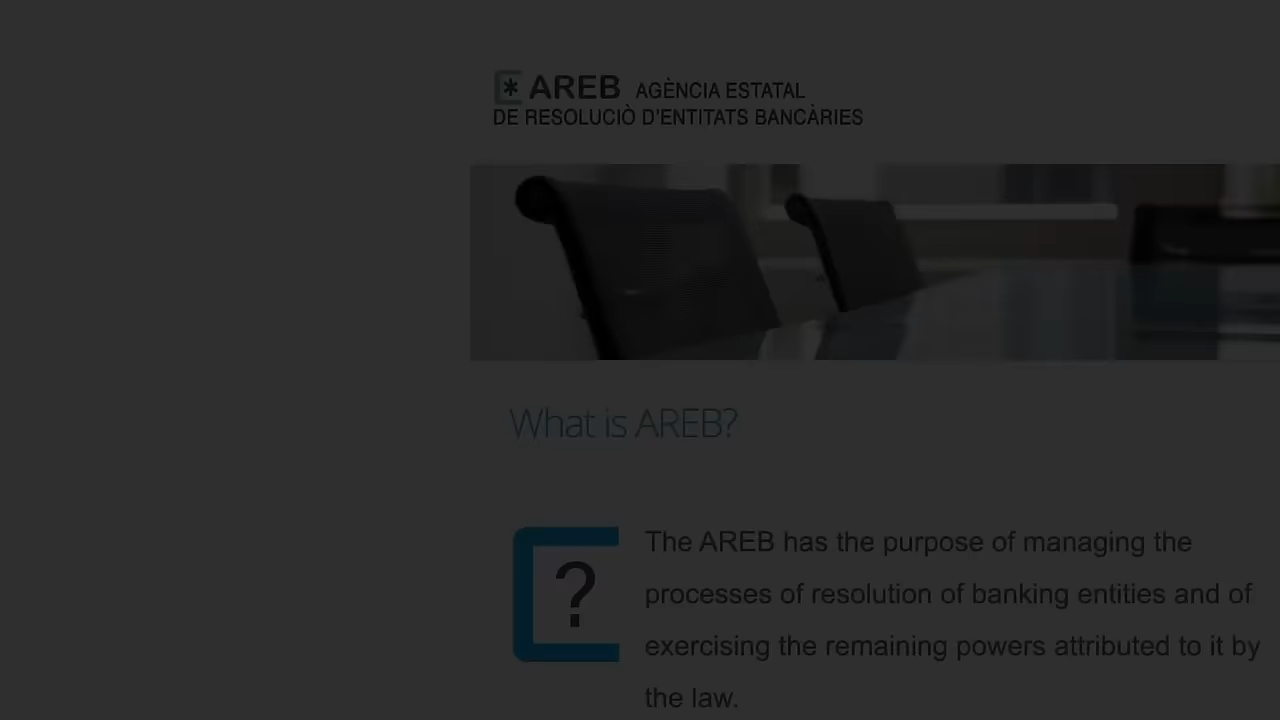 AREB AGÈNCIA ESTATAL
DE RESOLUCIÒ D'ENTITATS BANCÀRIES
What is AREB?
?
The AREB has the purpose of managing the
processes of resolution of banking entities and of
exercising the remaining powers attributed to it by
the law.